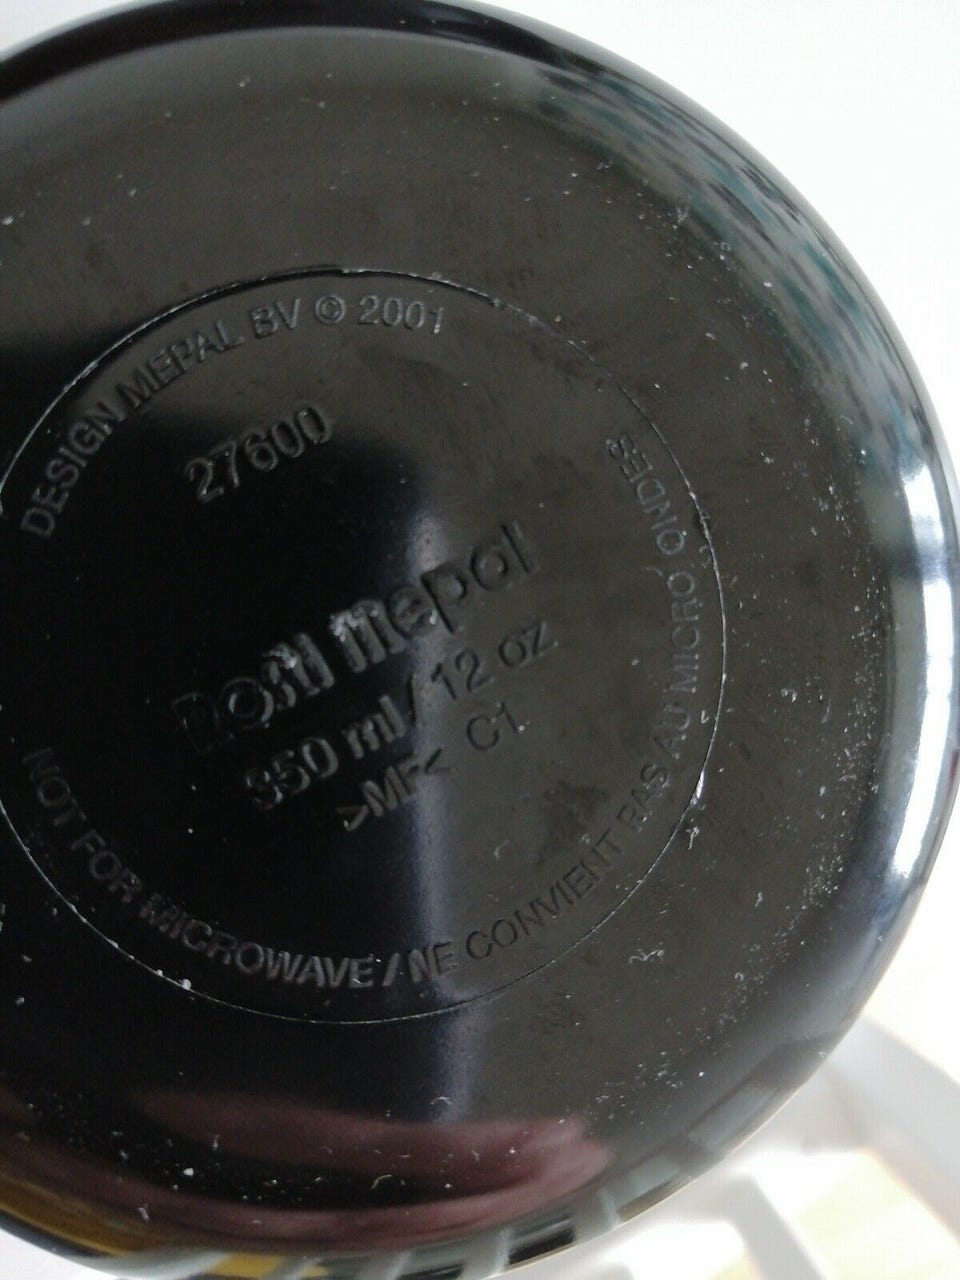 DESIGN MEPAL BV © 2001
27600
Rosti mepal
350 ml / 12 oz
>MF< C1
NOT FOR MICROWAVE / NE CONVIENT PAS AU MICRO ONDES